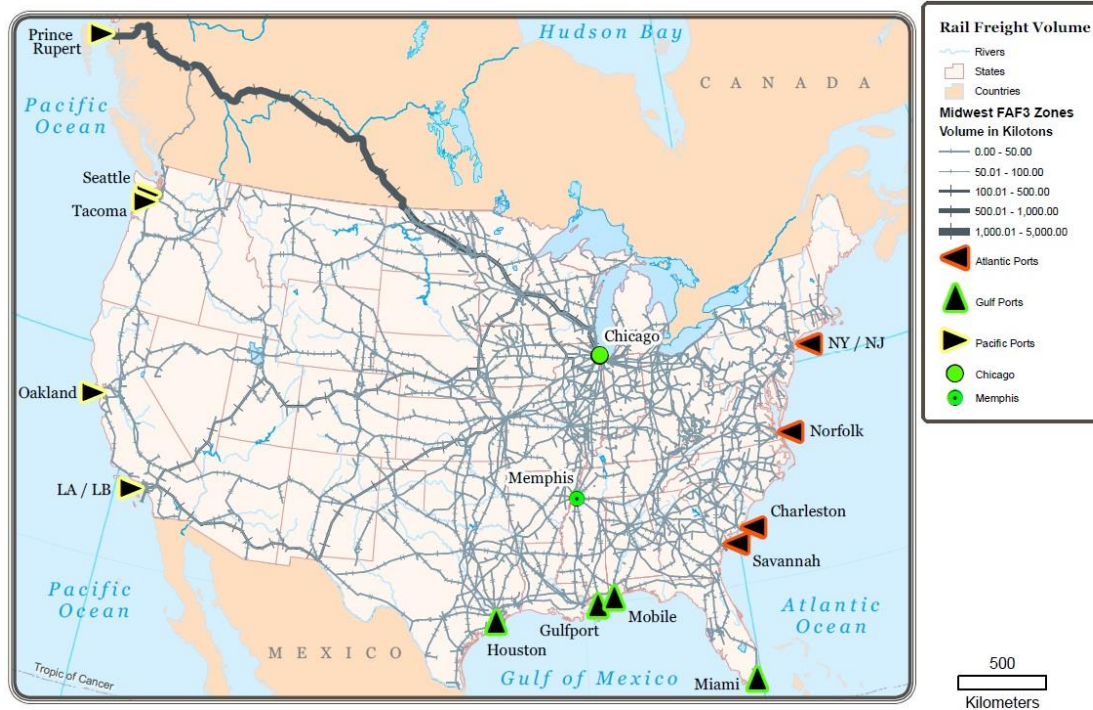 Prince
Rupert
Hudson Bay
CANADA
Pacific
Ocean
Seattle
Tacoma
Chicago
NY / NJ
Oakland
Norfolk
Memphis
LA / LB
Charleston
Savannah
Pacific
Ocean
Atlantic
Ocean
Mobile
Gulfport
Houston
MEXICO
Gulf of Mexico
Miami
Tropic of Cancer
Rail Freight Volume
Rivers
States
Countries
Midwest FAF3 Zones
Volume in Kilotons
0.00 - 50.00
50.01 - 100.00
100.01 - 500.00
500.01 - 1,000.00
1,000.01 - 5,000.00
Atlantic Ports
Gulf Ports
Pacific Ports
Chicago
Memphis
500
Kilometers